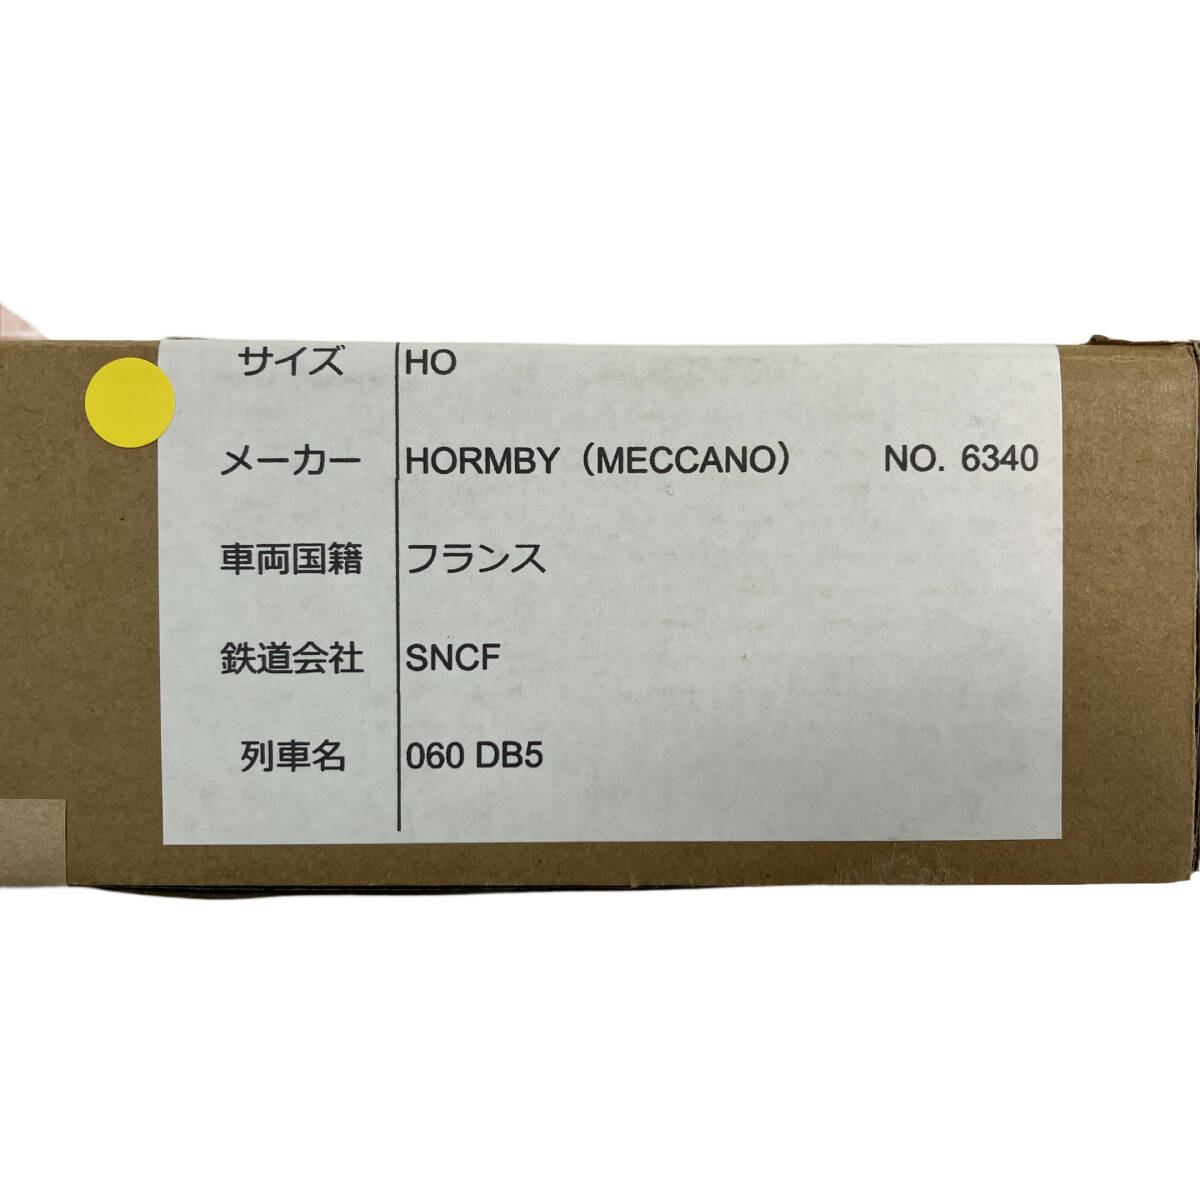 サイズ HO
メーカー HORMBY（MECCANO） NO. 6340
車両国籍 フランス
鉄道会社 SNCF
列車名 060 DB5